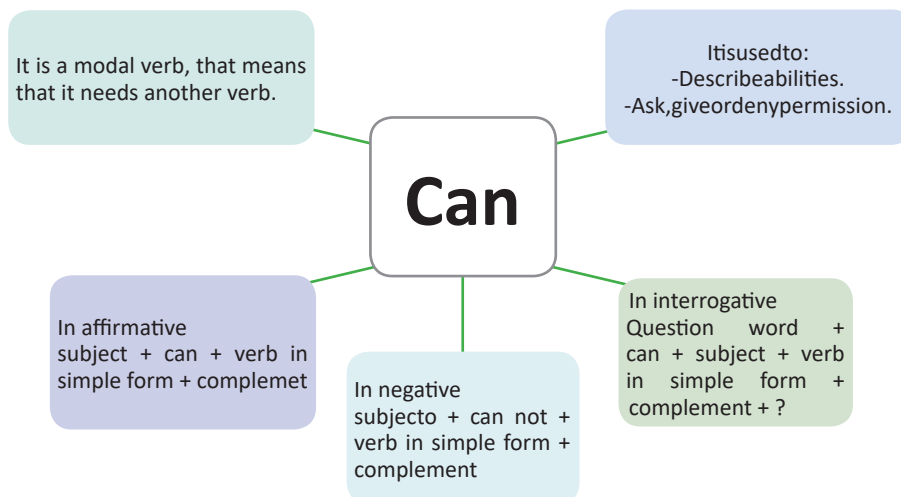 It is a modal verb, that means
that it needs another verb.
Itisusedto:
-Describeabilities.
-Ask,giveordenypermission.
Can
In affirmative
subject + can + verb in
simple form + complemet
In negative
subjecto + can not +
verb in simple form +
complement
In interrogative
Question word +
can + subject + verb
in simple form +
complement + ?